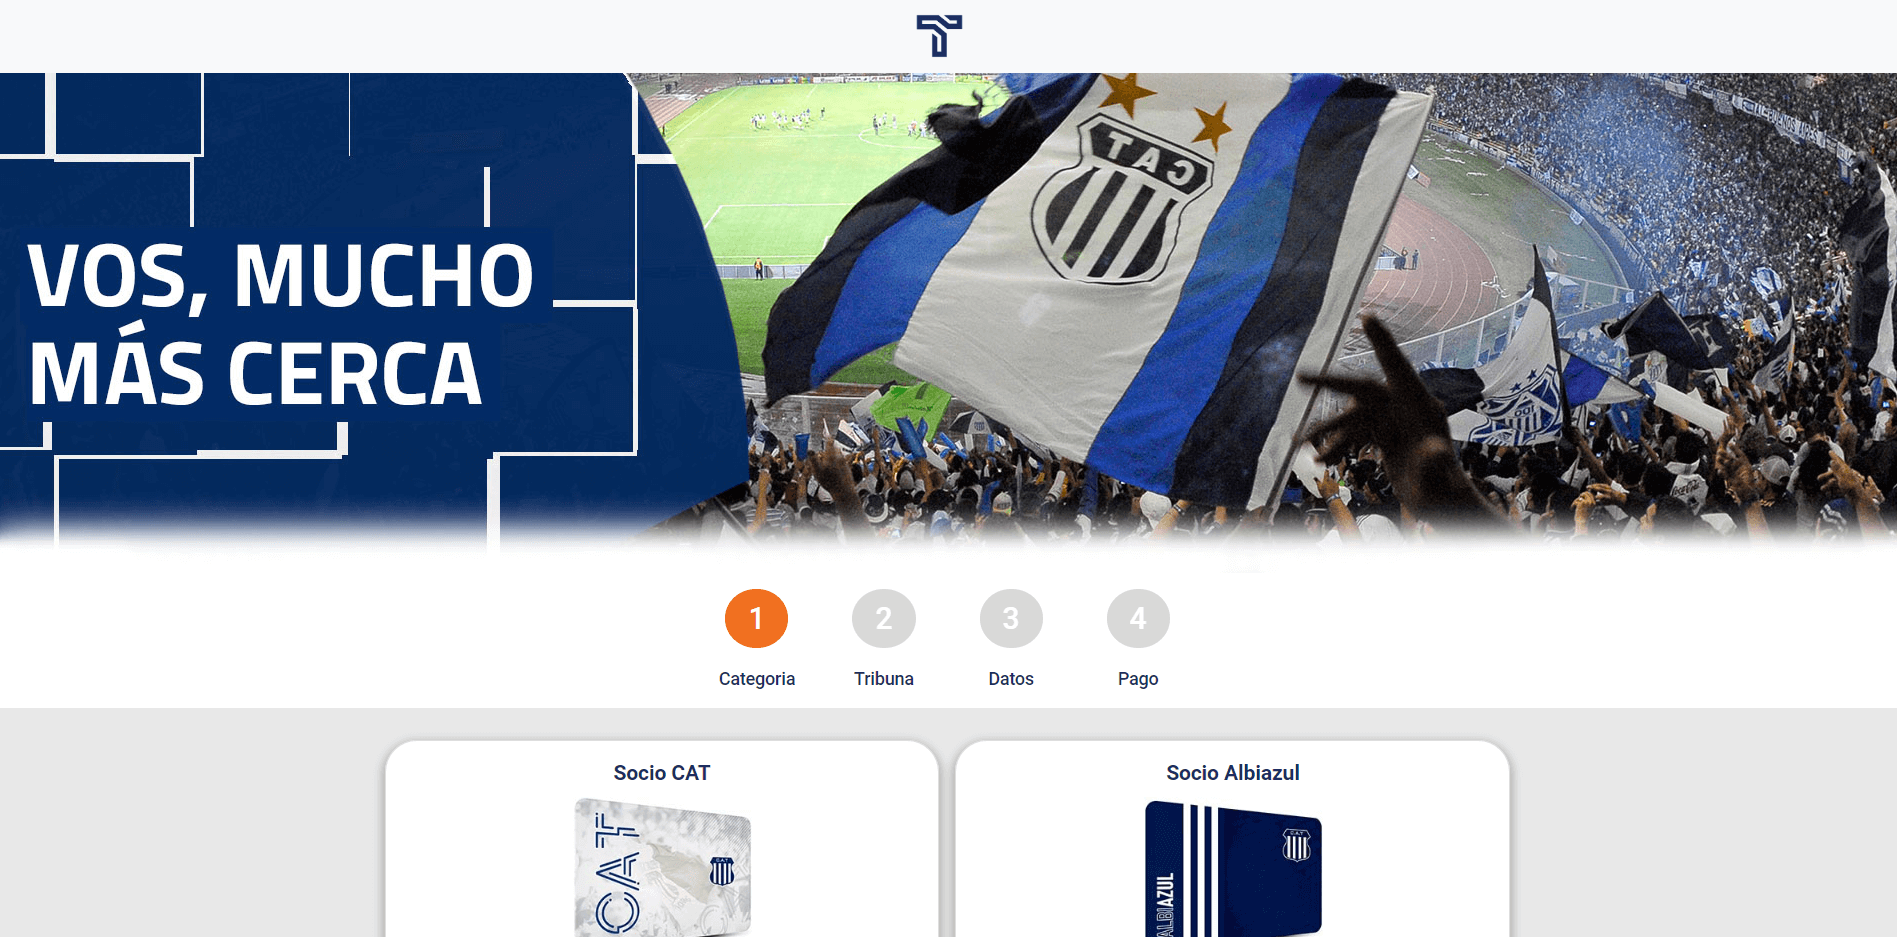 VOS, MUCHO
MÁS CERCA
CAT
1
2
3
4
Categoria
Tribuna
Datos
Pago
Socio CAT
Socio Albiazul
CAT
C.A.T
ALBIAZUL
C.A.T